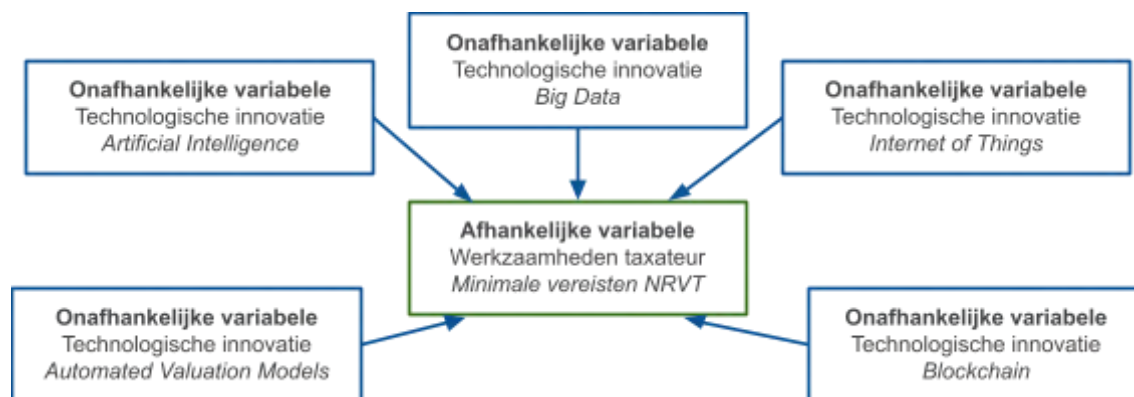 Onafhankelijke variabele
Technologische innovatie
Big Data
Onafhankelijke variabele
Technologische innovatie
Artificial Intelligence
Onafhankelijke variabele
Technologische innovatie
Internet of Things
Afhankelijke variabele
Werkzaamheden taxateur
Minimale vereisten NRVT
Onafhankelijke variabele
Technologische innovatie
Automated Valuation Models
Onafhankelijke variabele
Technologische innovatie
Blockchain